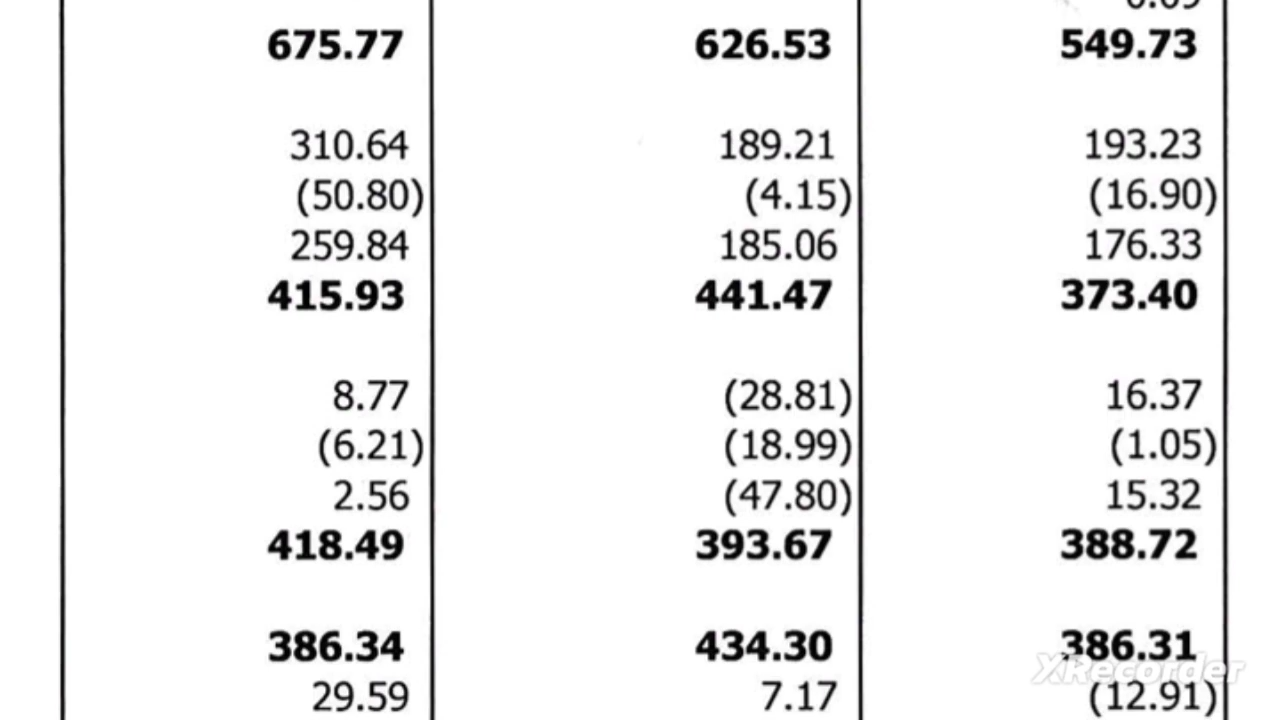 675.77 626.53 549.73
310.64 189.21 193.23
(50.80) (4.15) (16.90)
259.84 185.06 176.33
415.93 441.47 373.40
8.77 (28.81) 16.37
(6.21) (18.99) (1.05)
2.56 (47.80) 15.32
418.49 393.67 388.72
386.34 434.30 386.31
XRecorder
29.59 7.17 (12.91)